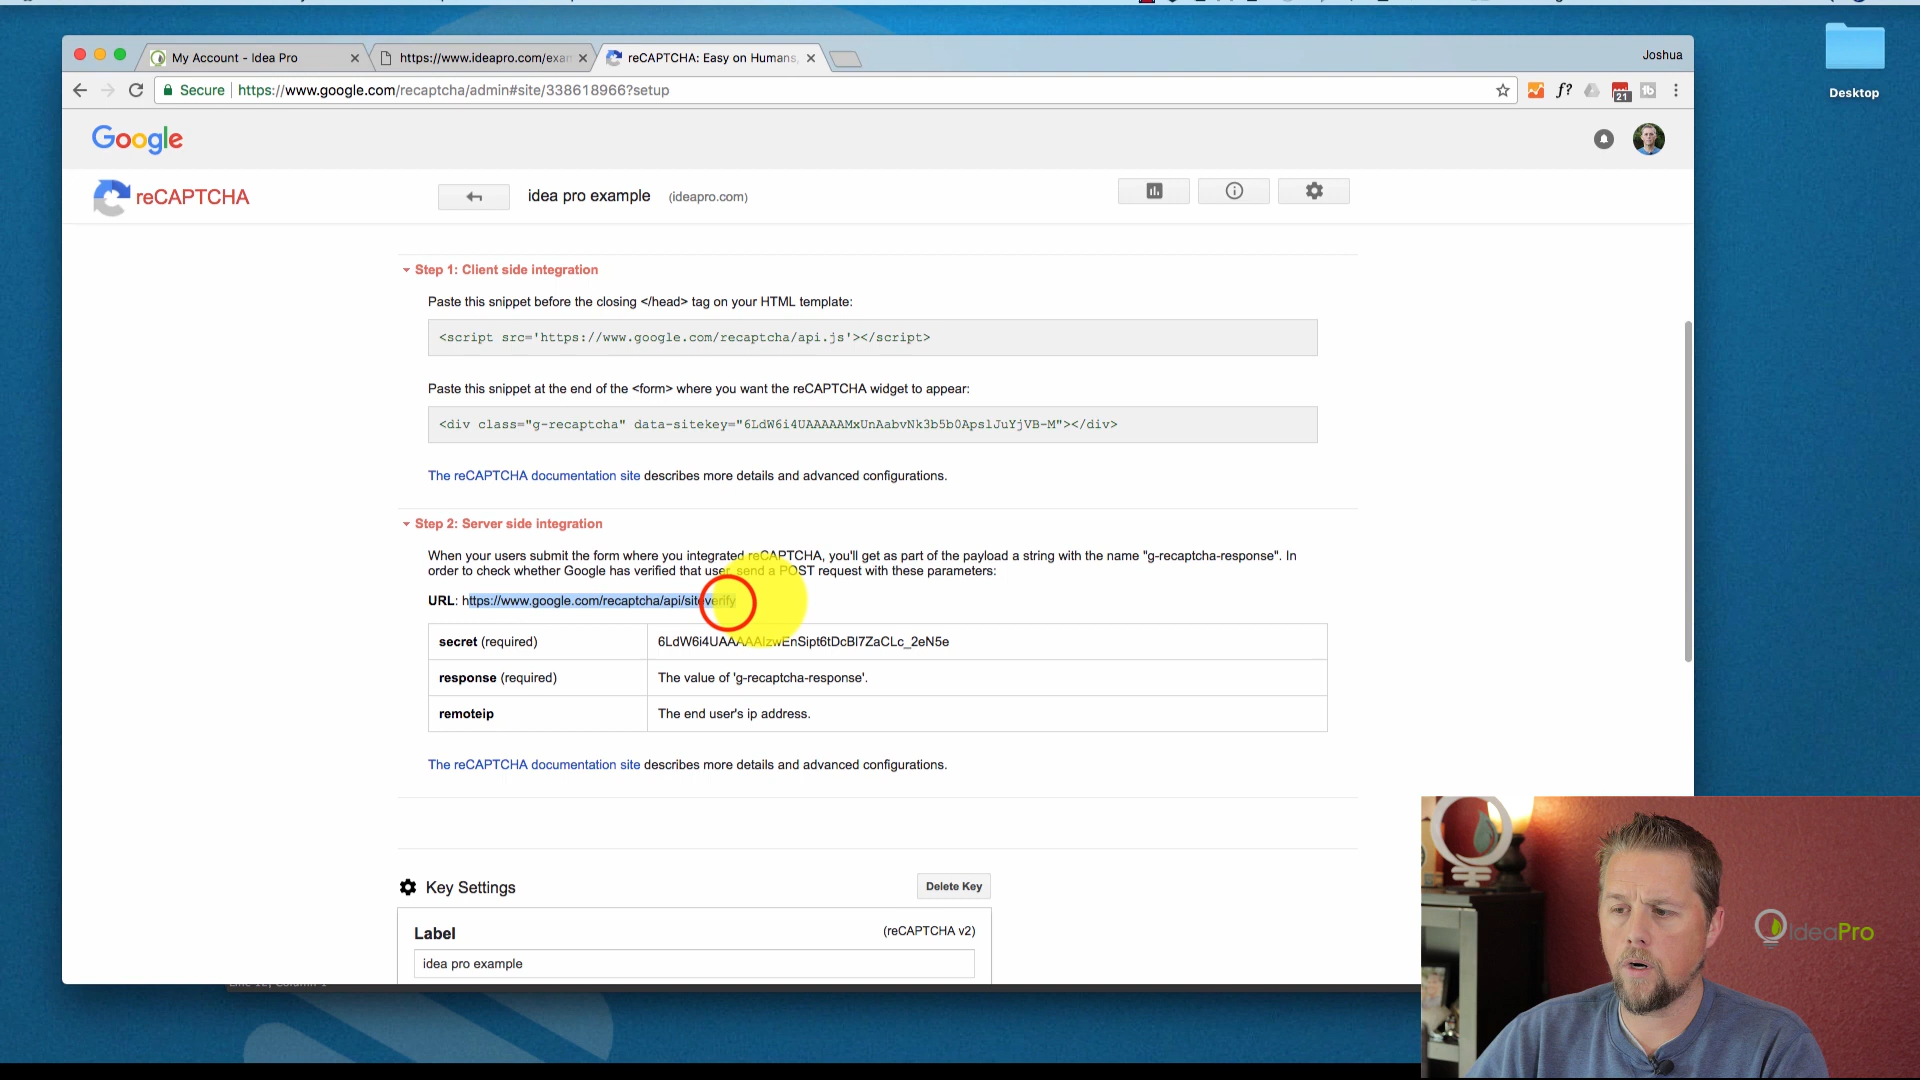 My Account - Idea Pro
https://www.ideapro.com/exam
reCAPTCHA: Easy on Humans,
Joshua
Secure
https://www.google.com/recaptcha/admin#site/338618966?setup
f?
21
Desktop
Google
reCAPTCHA
idea pro example
(ideapro.com)
Step 1: Client side integration
Paste this snippet before the closing </head> tag on your HTML template:
<script src='https://www.google.com/recaptcha/api.js'></script>
Paste this snippet at the end of the <form> where you want the reCAPTCHA widget to appear:
<div class="g-recaptcha" data-sitekey="6LdW6i4UAAAAAMxUnAabvNk3b5b0ApslJuYjVB-M"></div>
The reCAPTCHA documentation site describes more details and advanced configurations.
Step 2: Server side integration
When your users submit the form where you integrated reCAPTCHA, you'll get as part of the payload a string with the name "g-recaptcha-response". In
order to check whether Google has verified that user, send a POST request with these parameters:
URL: https://www.google.com/recaptcha/api/siteverify
secret (required)
6LdW6i4UAAAAAIzwEnSipt6tDcBl7ZaCLc_2eN5e
response (required)
The value of 'g-recaptcha-response'.
remoteip
The end user's ip address.
The reCAPTCHA documentation site describes more details and advanced configurations.
Key Settings
Delete Key
Label
(reCAPTCHA v2)
idea pro example
IdeaPro